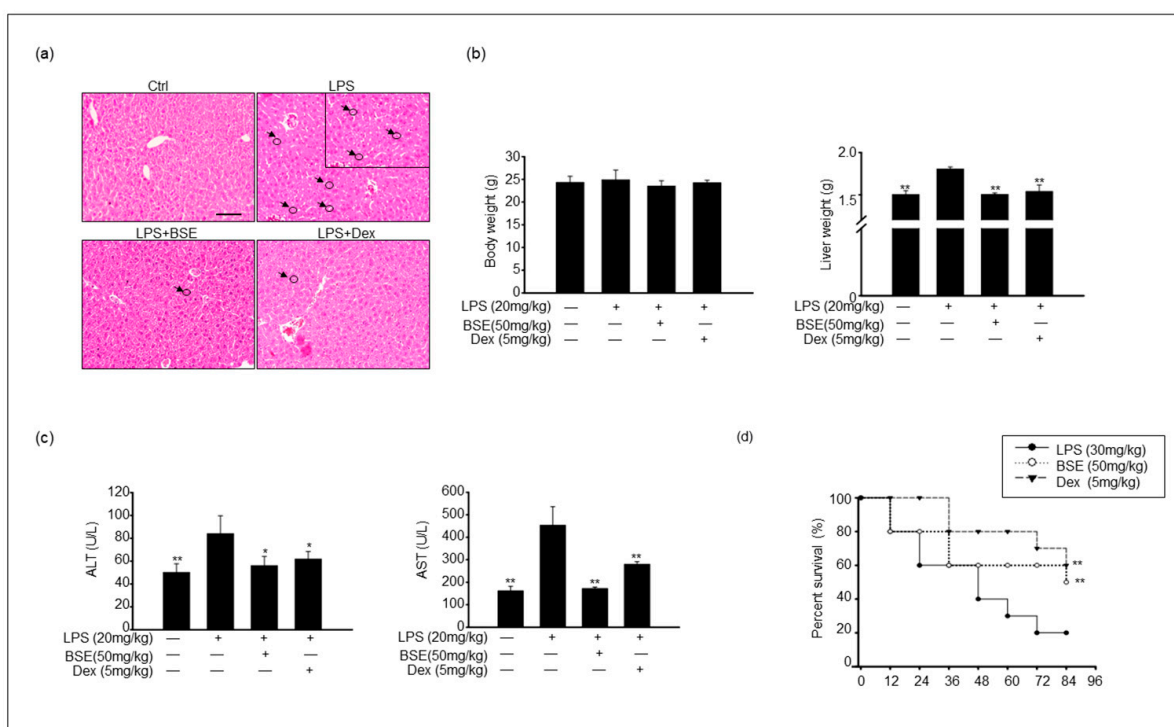 (a)
Ctrl
LPS
LPS+BSE
LPS+Dex
(b)
Body weight (g)
30
25
20
15
10
5
0
LPS (20mg/kg) — + + +
BSE(50mg/kg) — — + —
Dex (5mg/kg) — — — +
Liver weight (g)
2.0
1.5
0
** ** **
LPS (20mg/kg) — + + +
BSE(50mg/kg) — — + —
Dex (5mg/kg) — — — +
(c)
ALT (U/L)
120
100
80
60
40
20
0
** * *
LPS (20mg/kg) — + + +
BSE(50mg/kg) — — + —
Dex (5mg/kg) — — — +
AST (U/L)
600
500
400
300
200
100
0
** ** **
LPS (20mg/kg) — + + +
BSE(50mg/kg) — — + —
Dex (5mg/kg) — — — +
(d)
LPS (30mg/kg)
BSE (50mg/kg)
Dex (5mg/kg)
Percent survival (%)
100
80
60
40
20
0
**
**
0 12 24 36 48 60 72 84 96